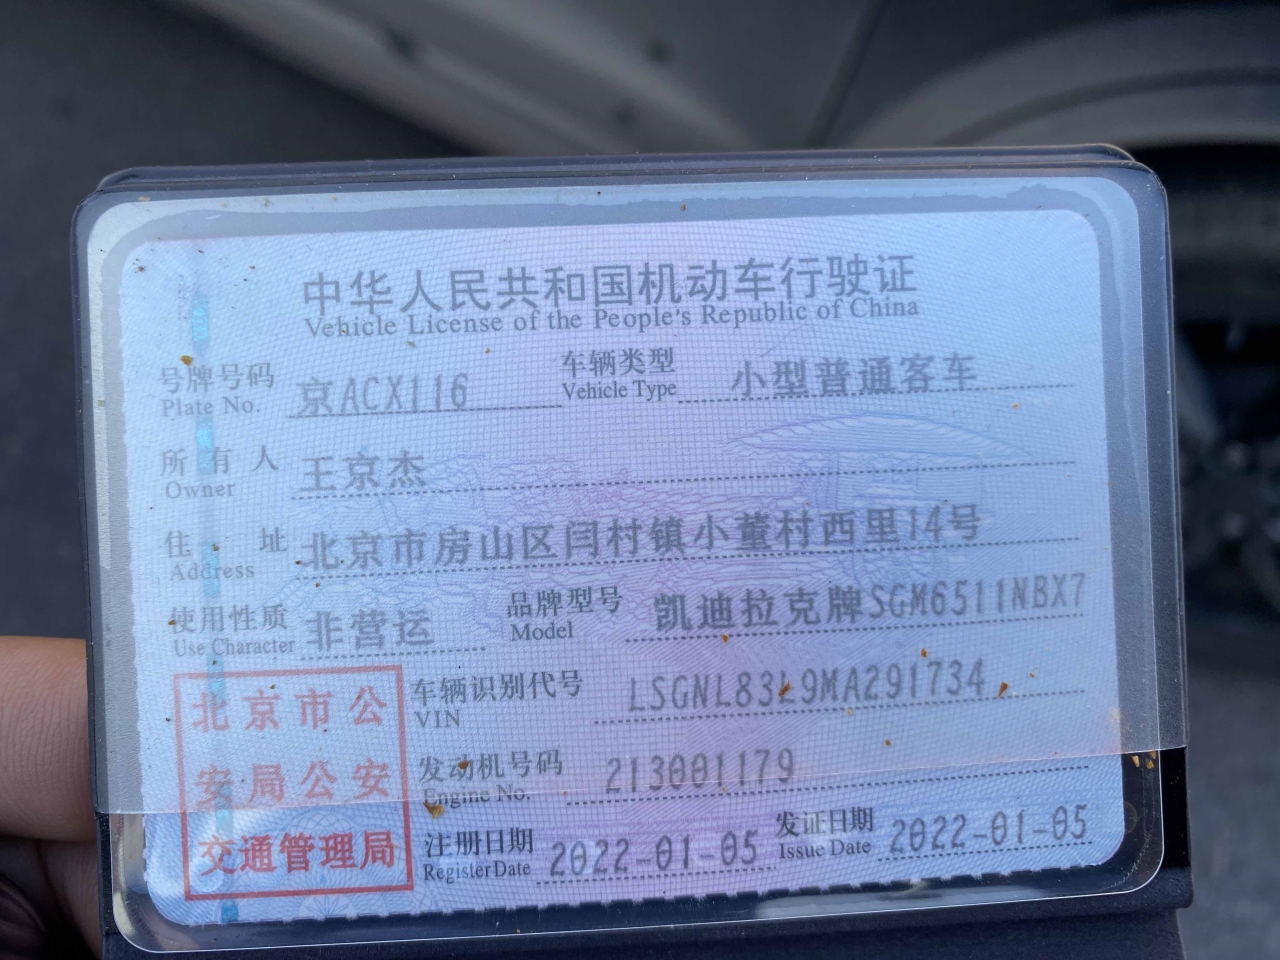 中华人民共和国机动车行驶证
Vehicle License of the People's Republic of China
号牌号码 京ACX116 车辆类型 小型普通客车
Plate No. Vehicle Type
所有人 王京杰
Owner
住址 北京市房山区闫村镇小董村西里14号
Address
使用性质 非营运 品牌型号 凯迪拉克牌SGM6511NBX7
Use Character Model
北京市公
安局公安
交通管理局
车辆识别代号 LSGNL83L9MA291734
VIN
发动机号码 213001179
Engine No.
注册日期 2022-01-05 发证日期 2022-01-05
Register Date Issue Date